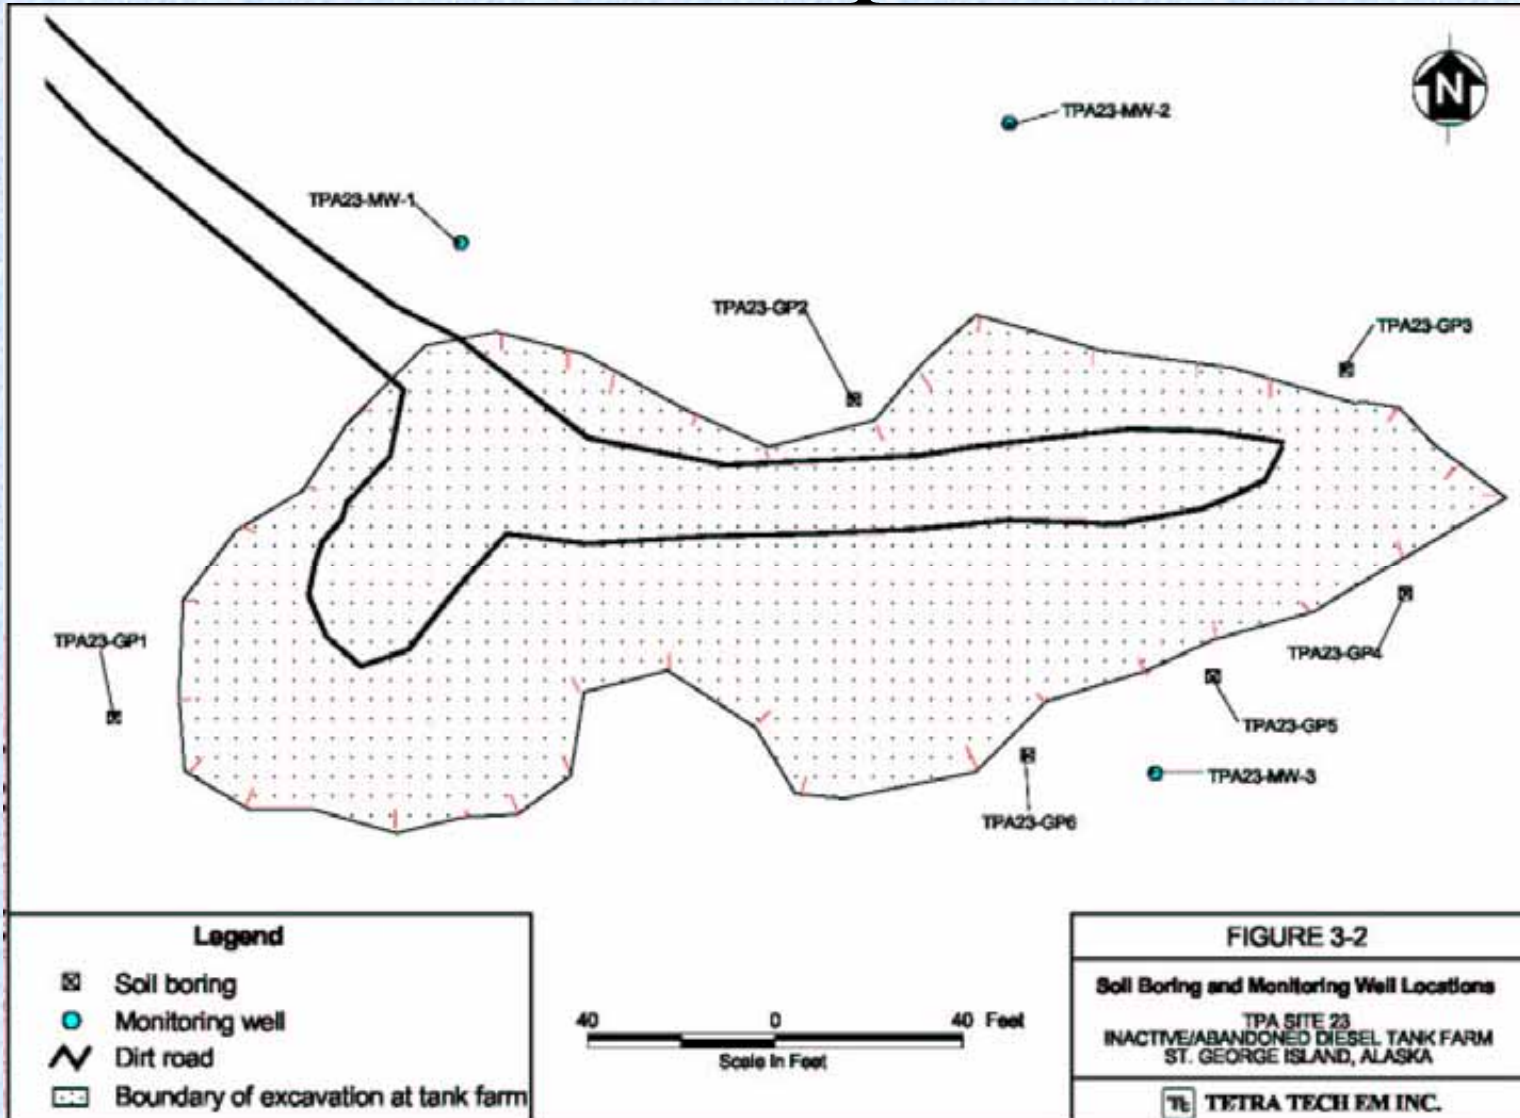 N
TPA23-MW-2
TPA23-MW-1
TPA23-GP2
TPA23-GP3
TPA23-GP1
TPA23-GP4
TPA23-GP5
TPA23-MW-3
TPA23-GP6
Legend
Soil boring
Monitoring well
Dirt road
Boundary of excavation at tank farm
40 0 40 Feet
Scale In Feet
FIGURE 3-2
Soil Boring and Monitoring Well Locations
TPA SITE 23
INACTIVE/ABANDONED DIESEL TANK FARM
ST. GEORGE ISLAND, ALASKA
TETRA TECH EM INC.